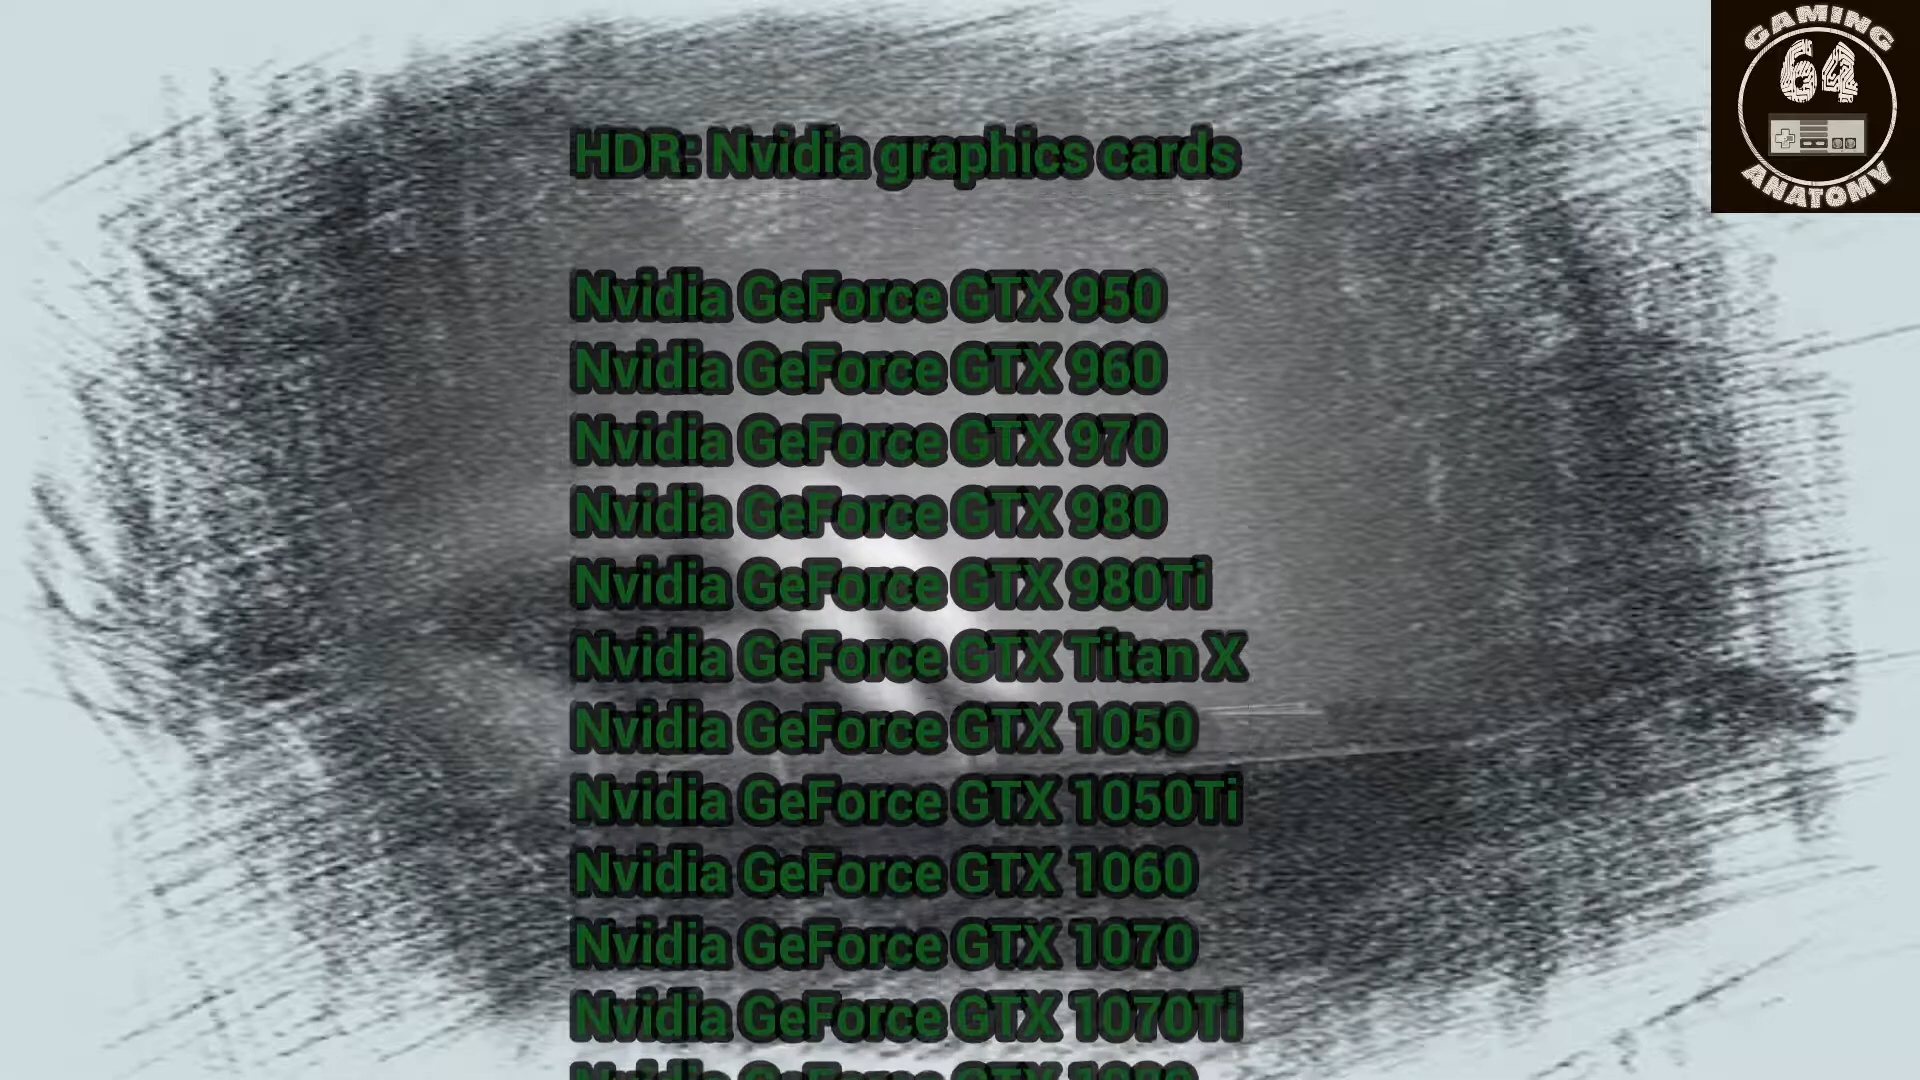 GAMING
64
ANATOMY
HDR: Nvidia graphics cards
Nvidia GeForce GTX 950
Nvidia GeForce GTX 960
Nvidia GeForce GTX 970
Nvidia GeForce GTX 980
Nvidia GeForce GTX 980Ti
Nvidia GeForce GTX Titan X
Nvidia GeForce GTX 1050
Nvidia GeForce GTX 1050Ti
Nvidia GeForce GTX 1060
Nvidia GeForce GTX 1070
Nvidia GeForce GTX 1070Ti